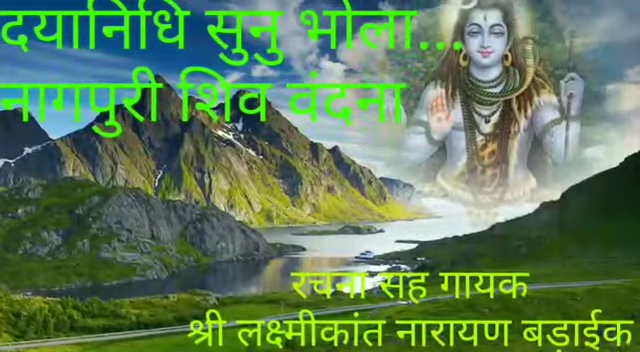 दयानिधि सुनु भोला...
नागपुरी शिव वंदना
रचना सह गायक
श्री लक्ष्मीकांत नारायण बडाईक